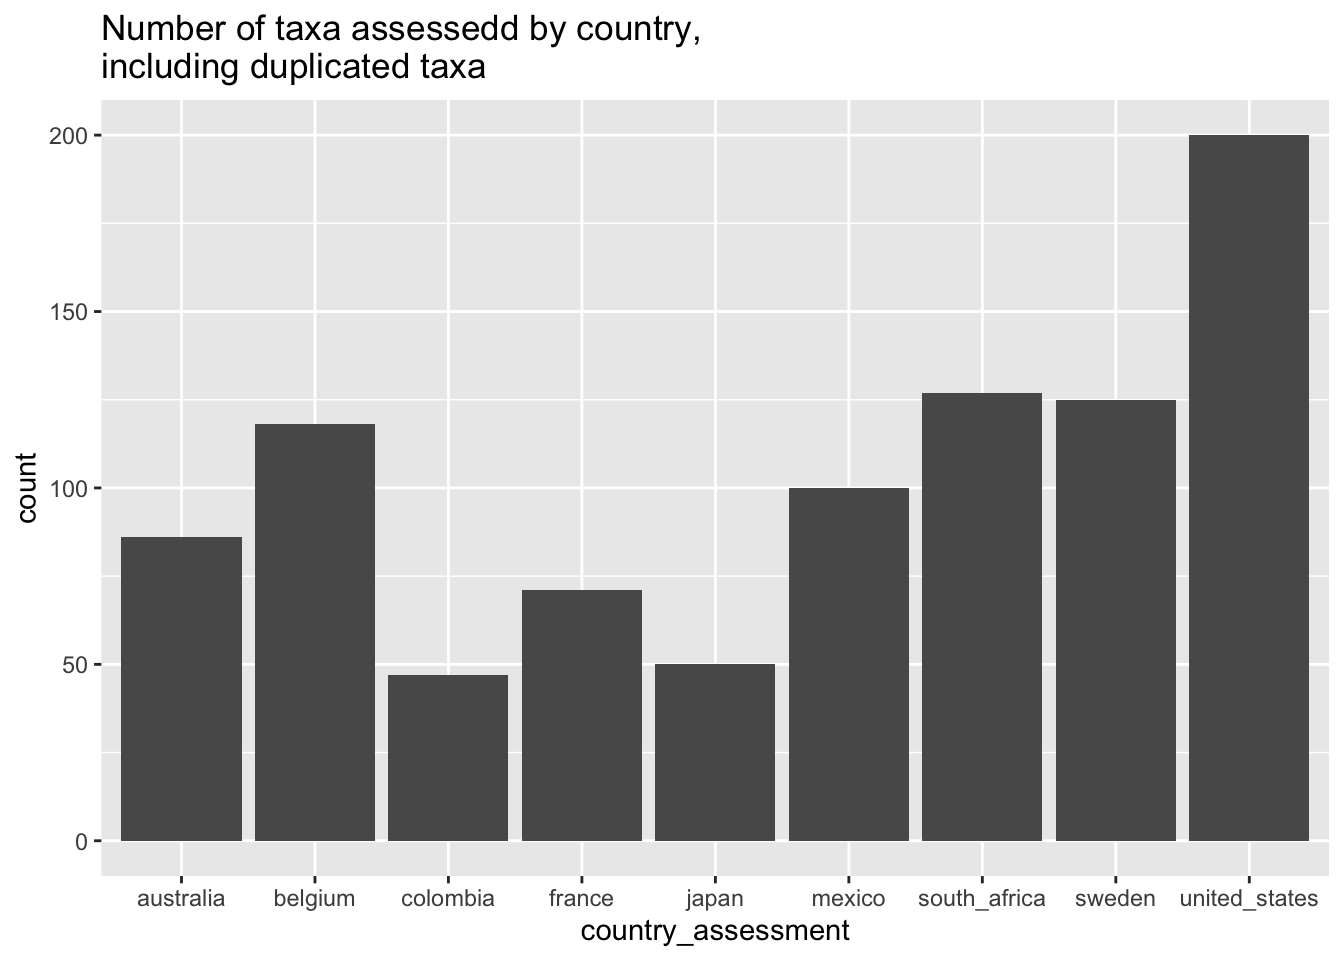 Number of taxa assessedd by country,
including duplicated taxa
200
150
100
50
0
count
australia belgium colombia france japan mexico south_africa sweden united_states
country_assessment